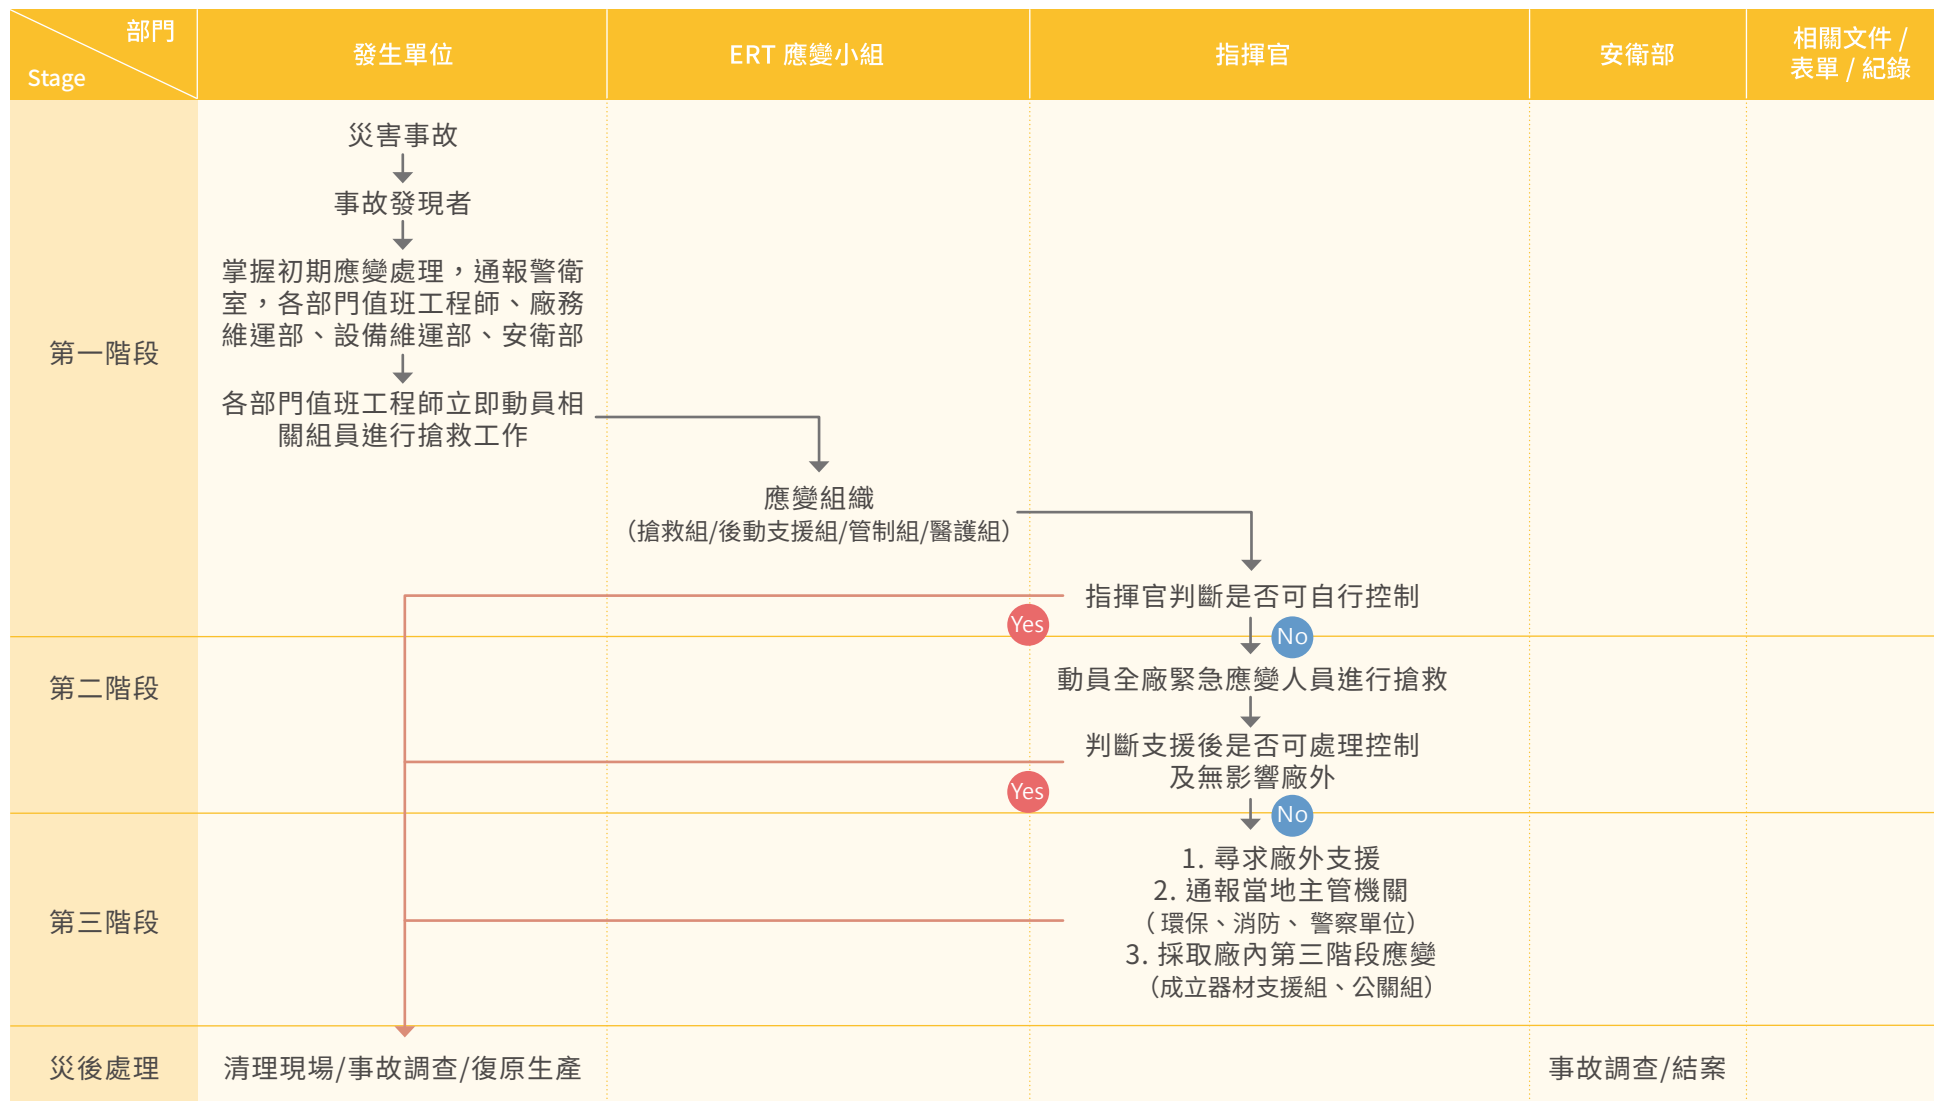 部門
Stage
發生單位
ERT 應變小組
指揮官
安衛部
相關文件 /
表單 / 紀錄
第一階段
災害事故
事故發現者
掌握初期應變處理，通報警衛
室，各部門值班工程師、廠務
維運部、設備維運部、安衛部
各部門值班工程師立即動員相
關組員進行搶救工作
應變組織
（搶救組/後動支援組/管制組/醫護組）
指揮官判斷是否可自行控制
Yes
No
第二階段
動員全廠緊急應變人員進行搶救
判斷支援後是否可處理控制
及無影響廠外
Yes
No
第三階段
1. 尋求廠外支援
2. 通報當地主管機關
（ 環保、消防、 警察單位）
3. 採取廠內第三階段應變
（成立器材支援組、公關組）
災後處理
清理現場/事故調查/復原生產
事故調查/結案